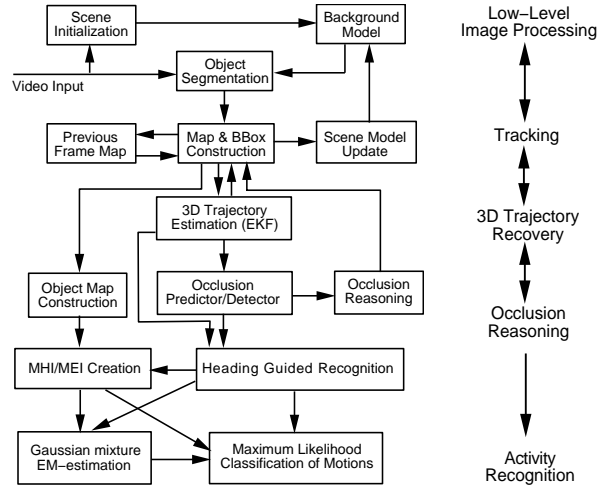 Scene
Initialization
Background
Model
Low–Level
Image Processing
Object
Segmentation
Video Input
Previous
Frame Map
Map & BBox
Construction
Scene Model
Update
Tracking
3D Trajectory
Estimation (EKF)
3D Trajectory
Recovery
Object Map
Construction
Occlusion
Predictor/Detector
Occlusion
Reasoning
Occlusion
Reasoning
MHI/MEI Creation
Heading Guided Recognition
Gaussian mixture
EM–estimation
Maximum Likelihood
Classification of Motions
Activity
Recognition